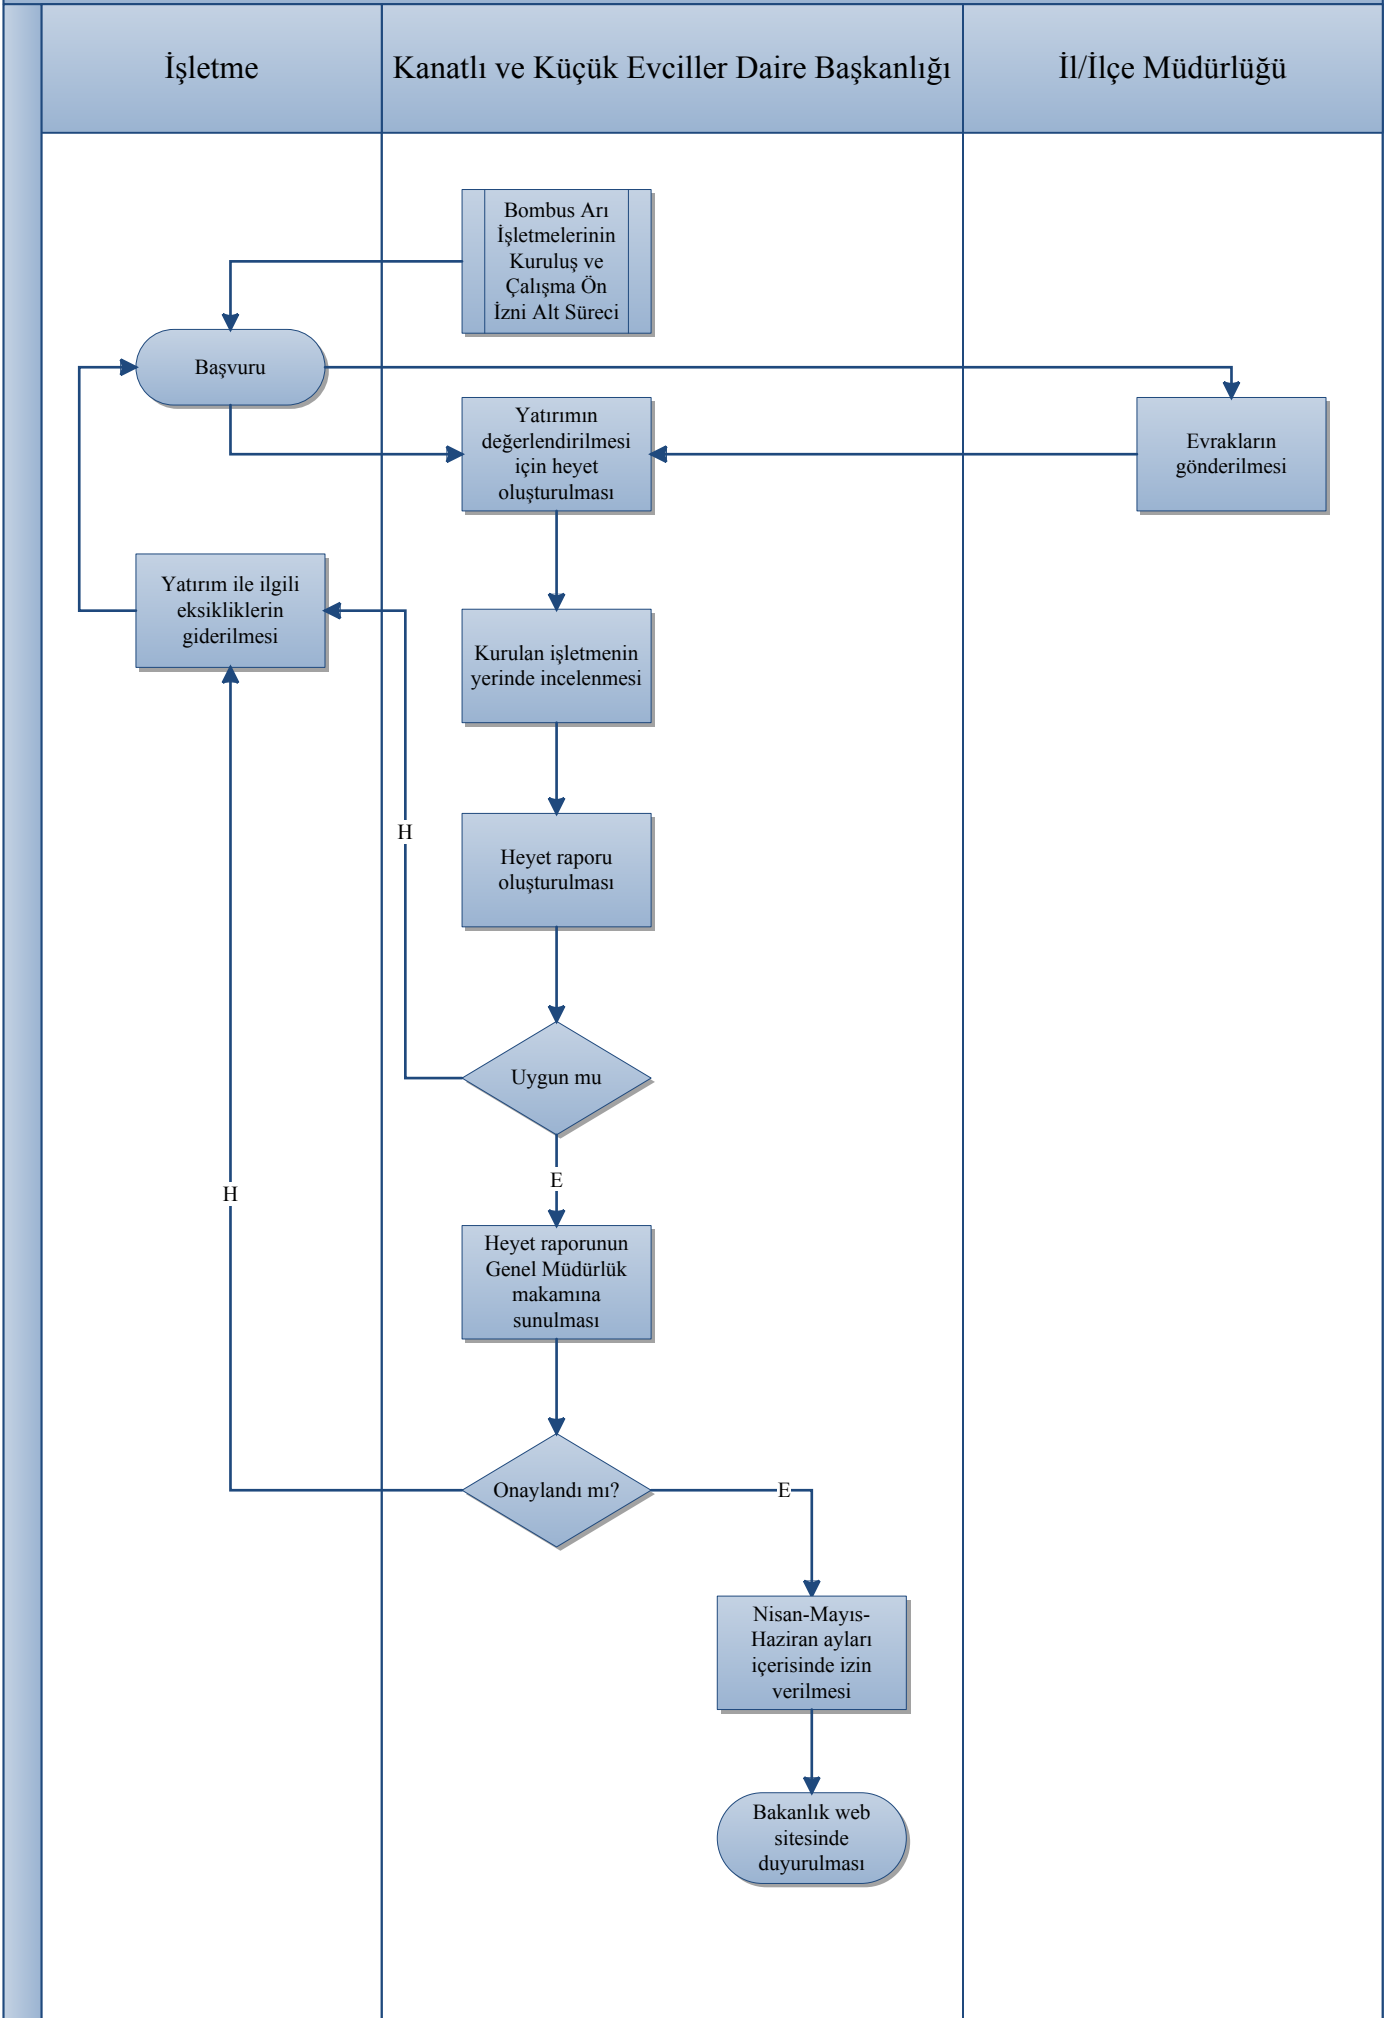 İşletme
Kanatlı ve Küçük Evciller Daire Başkanlığı
İl/İlçe Müdürlüğü
Bombus Arı
İşletmelerinin
Kuruluş ve
Çalışma Ön
İzni Alt Süreci
Başvuru
Yatırımın
değerlendirilmesi
için heyet
oluşturulması
Evrakların
gönderilmesi
Yatırım ile ilgili
eksikliklerin
giderilmesi
Kurulan işletmenin
yerinde incelenmesi
H
Heyet raporu
oluşturulması
Uygun mu
E
H
Heyet raporunun
Genel Müdürlük
makamına
sunulması
Onaylandı mı?
E
Nisan-Mayıs-
Haziran ayları
içerisinde izin
verilmesi
Bakanlık web
sitesinde
duyurulması